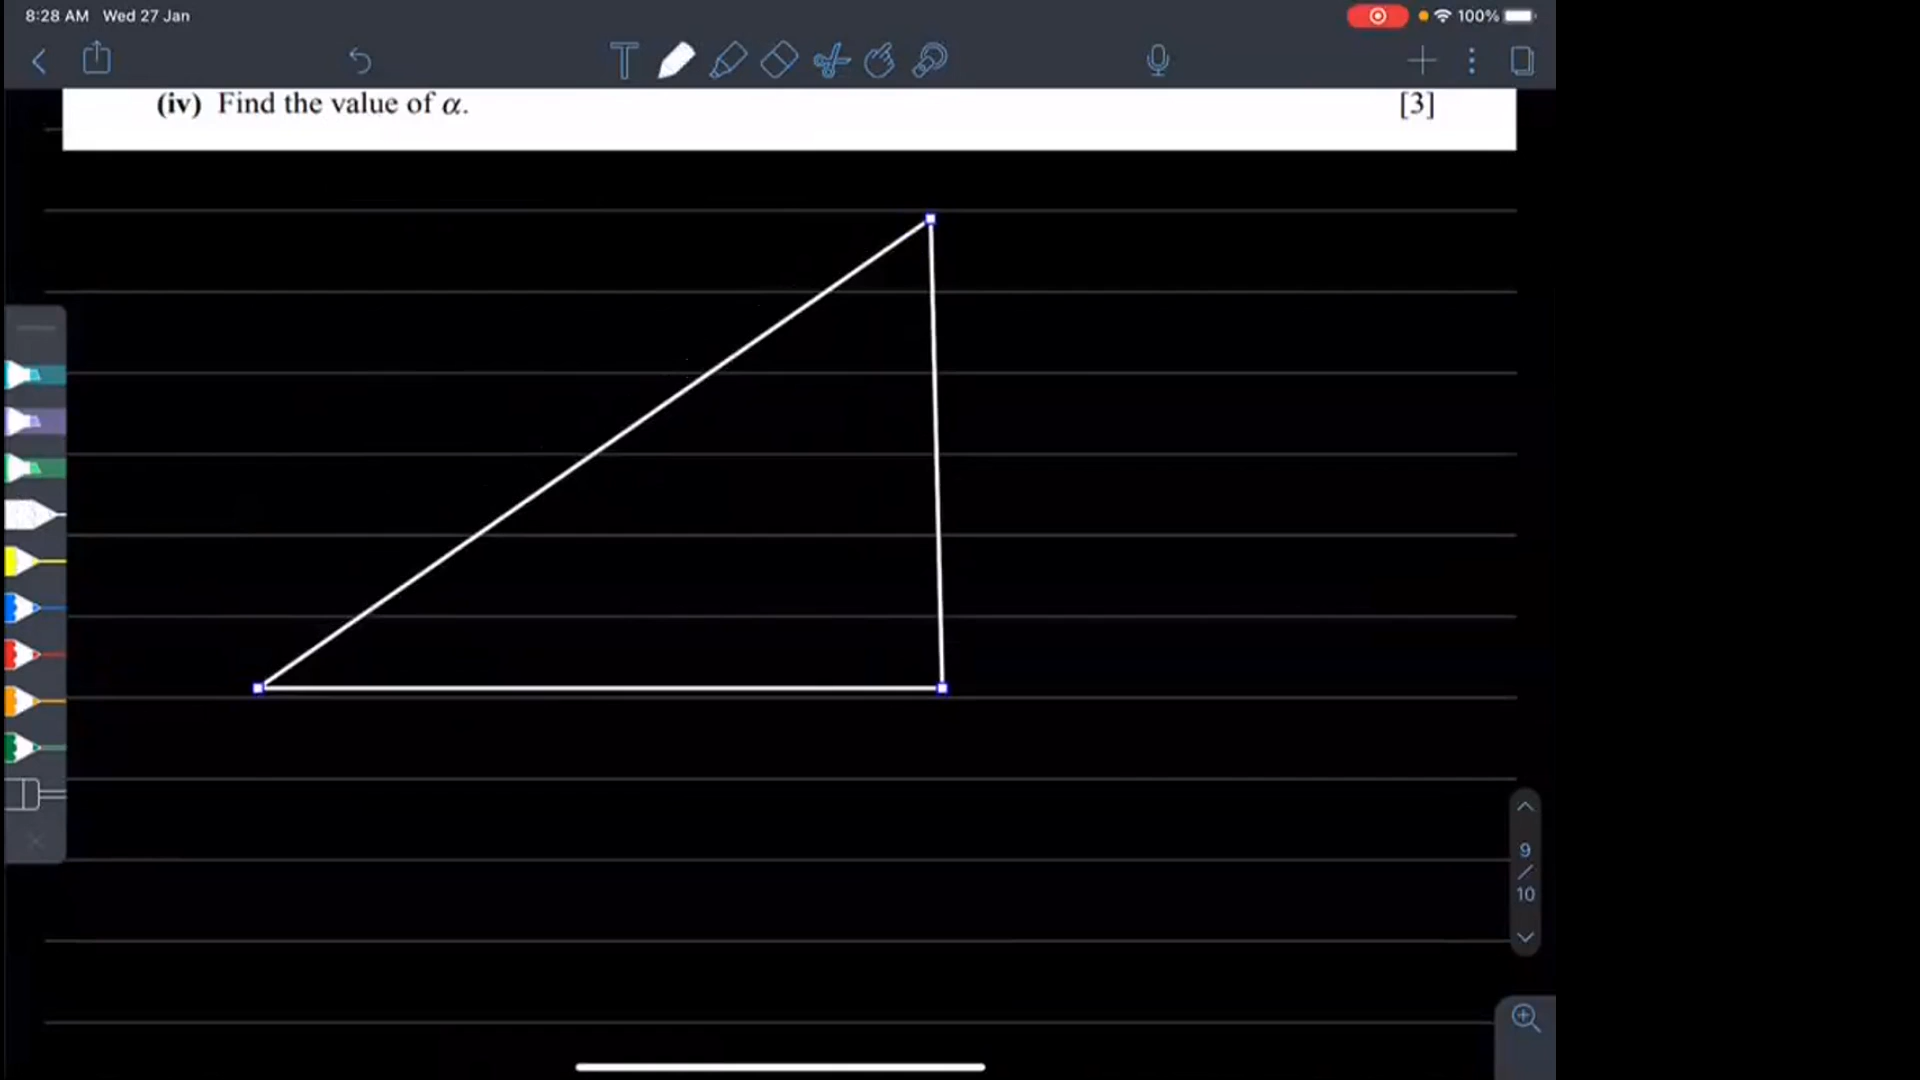 8:28 AM Wed 27 Jan
100%
T
(iv) Find the value of α. [3]
9
/
10